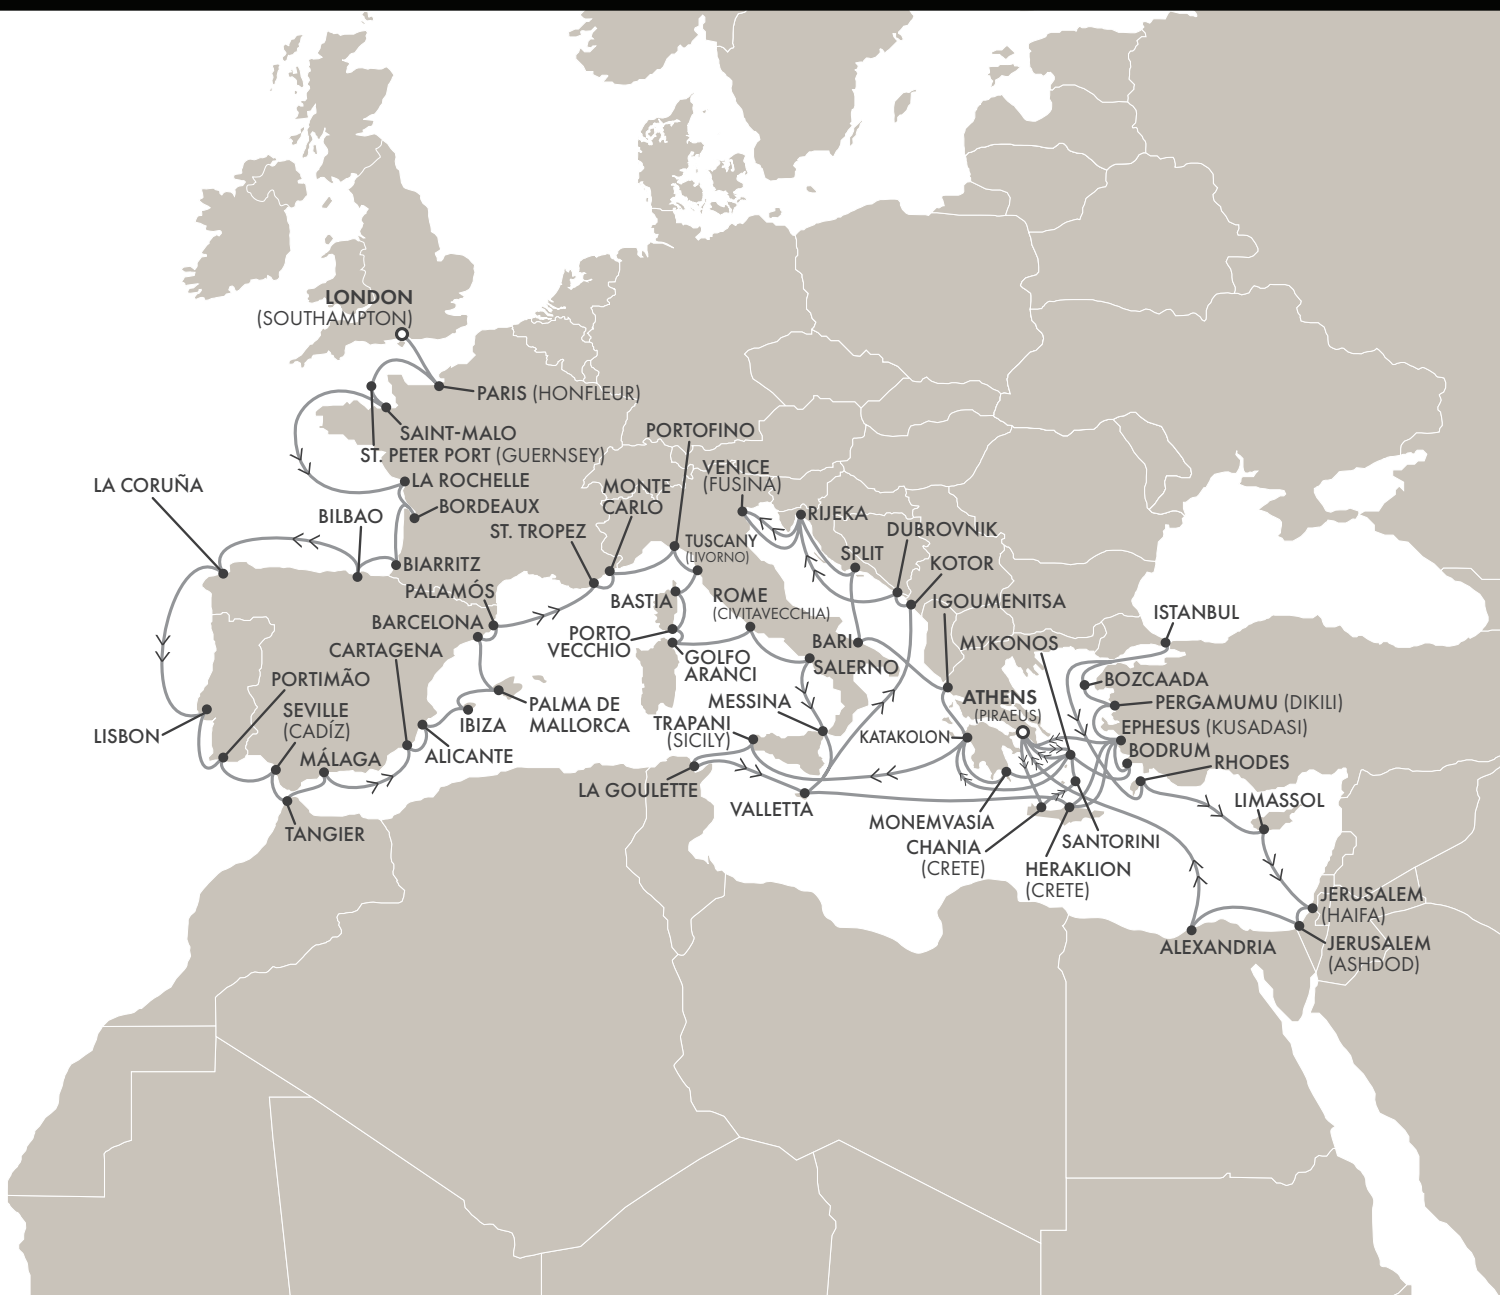 LONDON
(SOUTHAMPTON)
PARIS (HONFLEUR)
SAINT-MALO
ST. PETER PORT (GUERNSEY)
LA ROCHELLE
BORDEAUX
LA CORUÑA
BILBAO
BIARRITZ
ST. TROPEZ
MONTE
CARLO
PORTOFINO
VENICE
(FUSINA)
RIJEKA
TUSCANY
(LIVORNO)
SPLIT
DUBROVNIK
KOTOR
PALAMÓS
BARCELONA
CARTAGENA
PORTIMÃO
SEVILLE
(CADÍZ)
MÁLAGA
LISBON
TANGIER
ALICANTE
IBIZA
PALMA DE
MALLORCA
BASTIA
ROME
(CIVITAVECCHIA)
PORTO
VECCHIO
GOLFO
ARANCI
BARI
SALERNO
MESSINA
TRAPANI
(SICILY)
LA GOULETTE
VALLETTA
IGOUMENITSA
MYKONOS
ATHENS
(PIRAEUS)
KATAKOLON
ISTANBUL
BOZCAADA
PERGAMUMU (DIKILI)
EPHESUS (KUSADASI)
BODRUM
RHODES
LIMASSOL
MONEMVASIA
CHANIA
(CRETE)
SANTORINI
HERAKLION
(CRETE)
JERUSALEM
(HAIFA)
JERUSALEM
(ASHDOD)
ALEXANDRIA